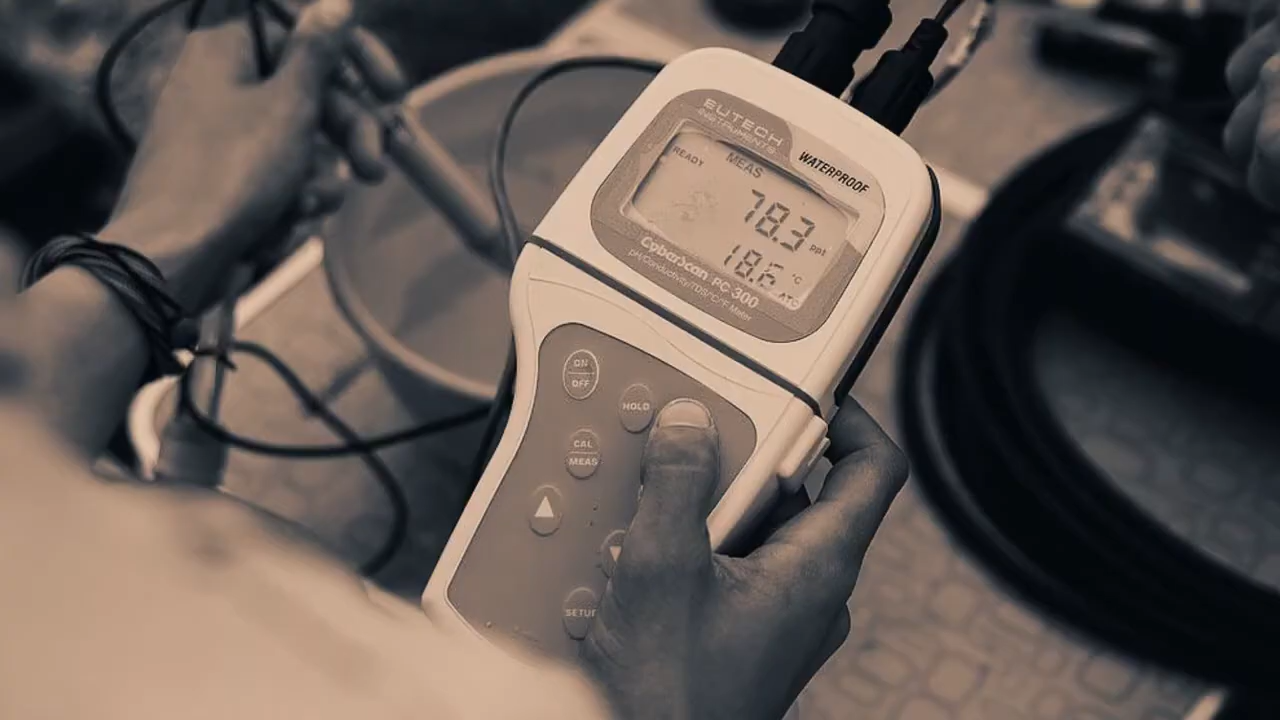 EUTECH
INSTRUMENTS
WATERPROOF
READY MEAS
78.3 ppt
18.6 °C
ATC
CyberScan PC 300
pH/Conductivity/TDS/°C/°F Meter
ON
OFF
HOLD
CAL
MEAS
SETUP